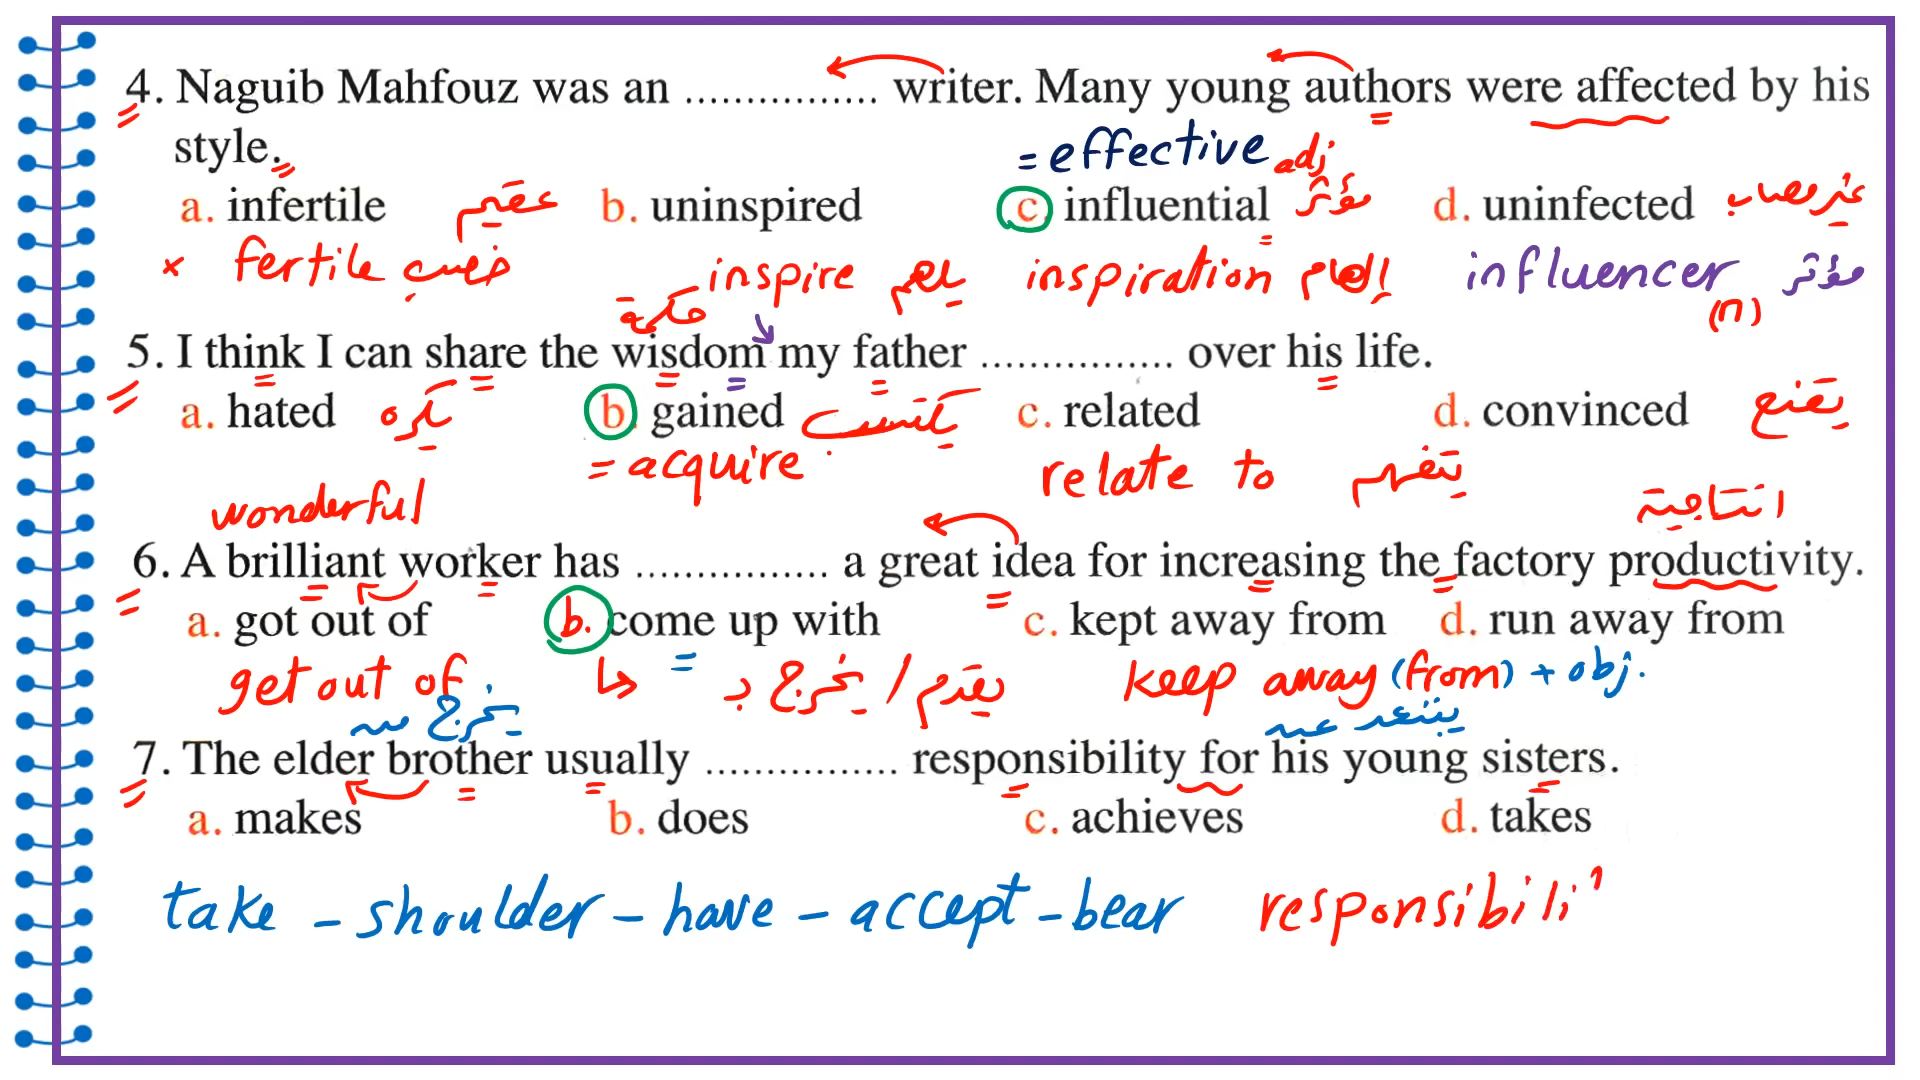 4. Naguib Mahfouz was an ................ writer. Many young authors were affected by his
style.
= effective adj
a. infertile عقيم b. uninspired c. influential مؤثر d. uninfected غير مصاب
× fertile خصب inspire يلهم inspiration إلهام influencer مؤثر
(n)
حكمة
5. I think I can share the wisdom my father ................ over his life.
a. hated يكره b. gained يكتسب c. related d. convinced يقنع
= acquire relate to يتفهم
wonderful انتاجية
6. A brilliant worker has ................ a great idea for increasing the factory productivity.
a. got out of b. come up with c. kept away from d. run away from
get out of يقدم / يخرج بـ keep away (from) + obj.
يخرج من يبتعد عن
7. The elder brother usually ................ responsibility for his young sisters.
a. makes b. does c. achieves d. takes
take – shoulder – have – accept – bear responsibili